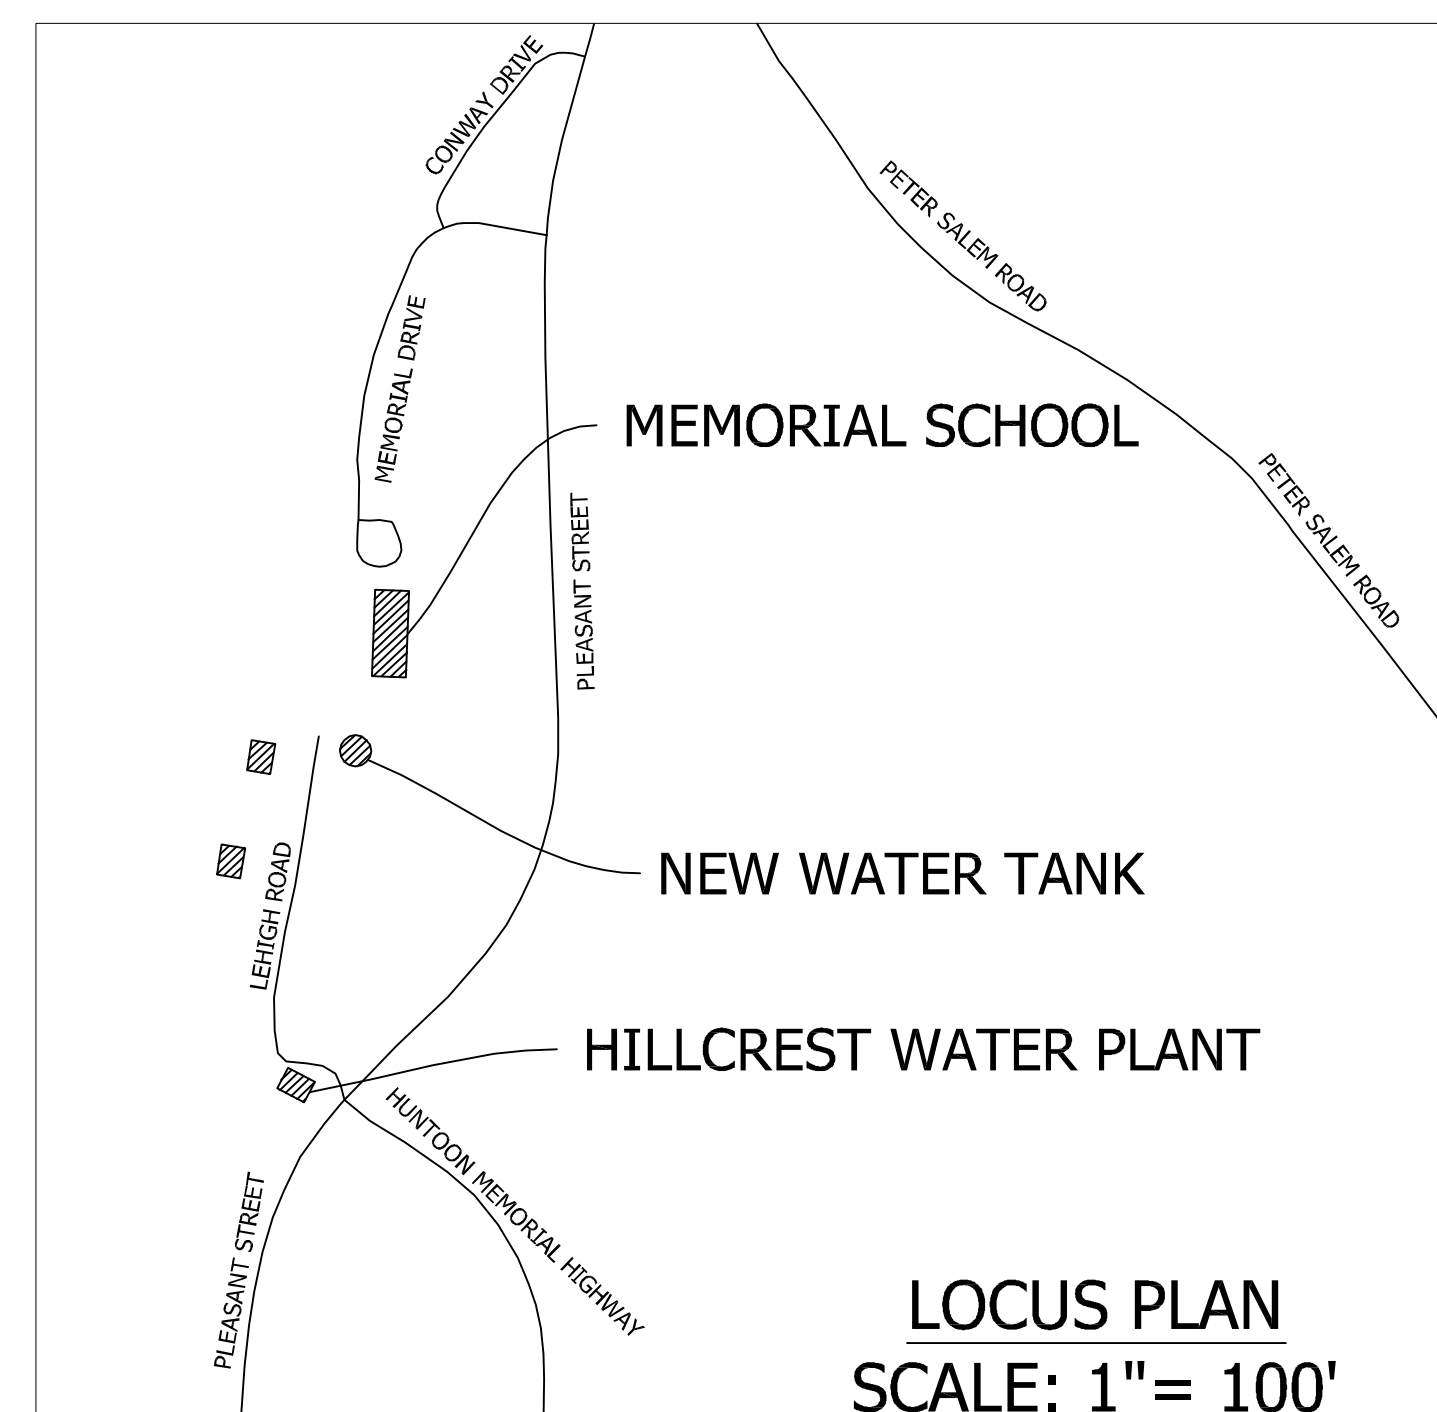 CONWAY DRIVE
PETER SALEM ROAD
MEMORIAL DRIVE
MEMORIAL SCHOOL
PETER SALEM ROAD
PLEASANT STREET
NEW WATER TANK
LEHIGH ROAD
HILLCREST WATER PLANT
HUNTOON MEMORIAL HIGHWAY
PLEASANT STREET
LOCUS PLAN
SCALE: 1"= 100'